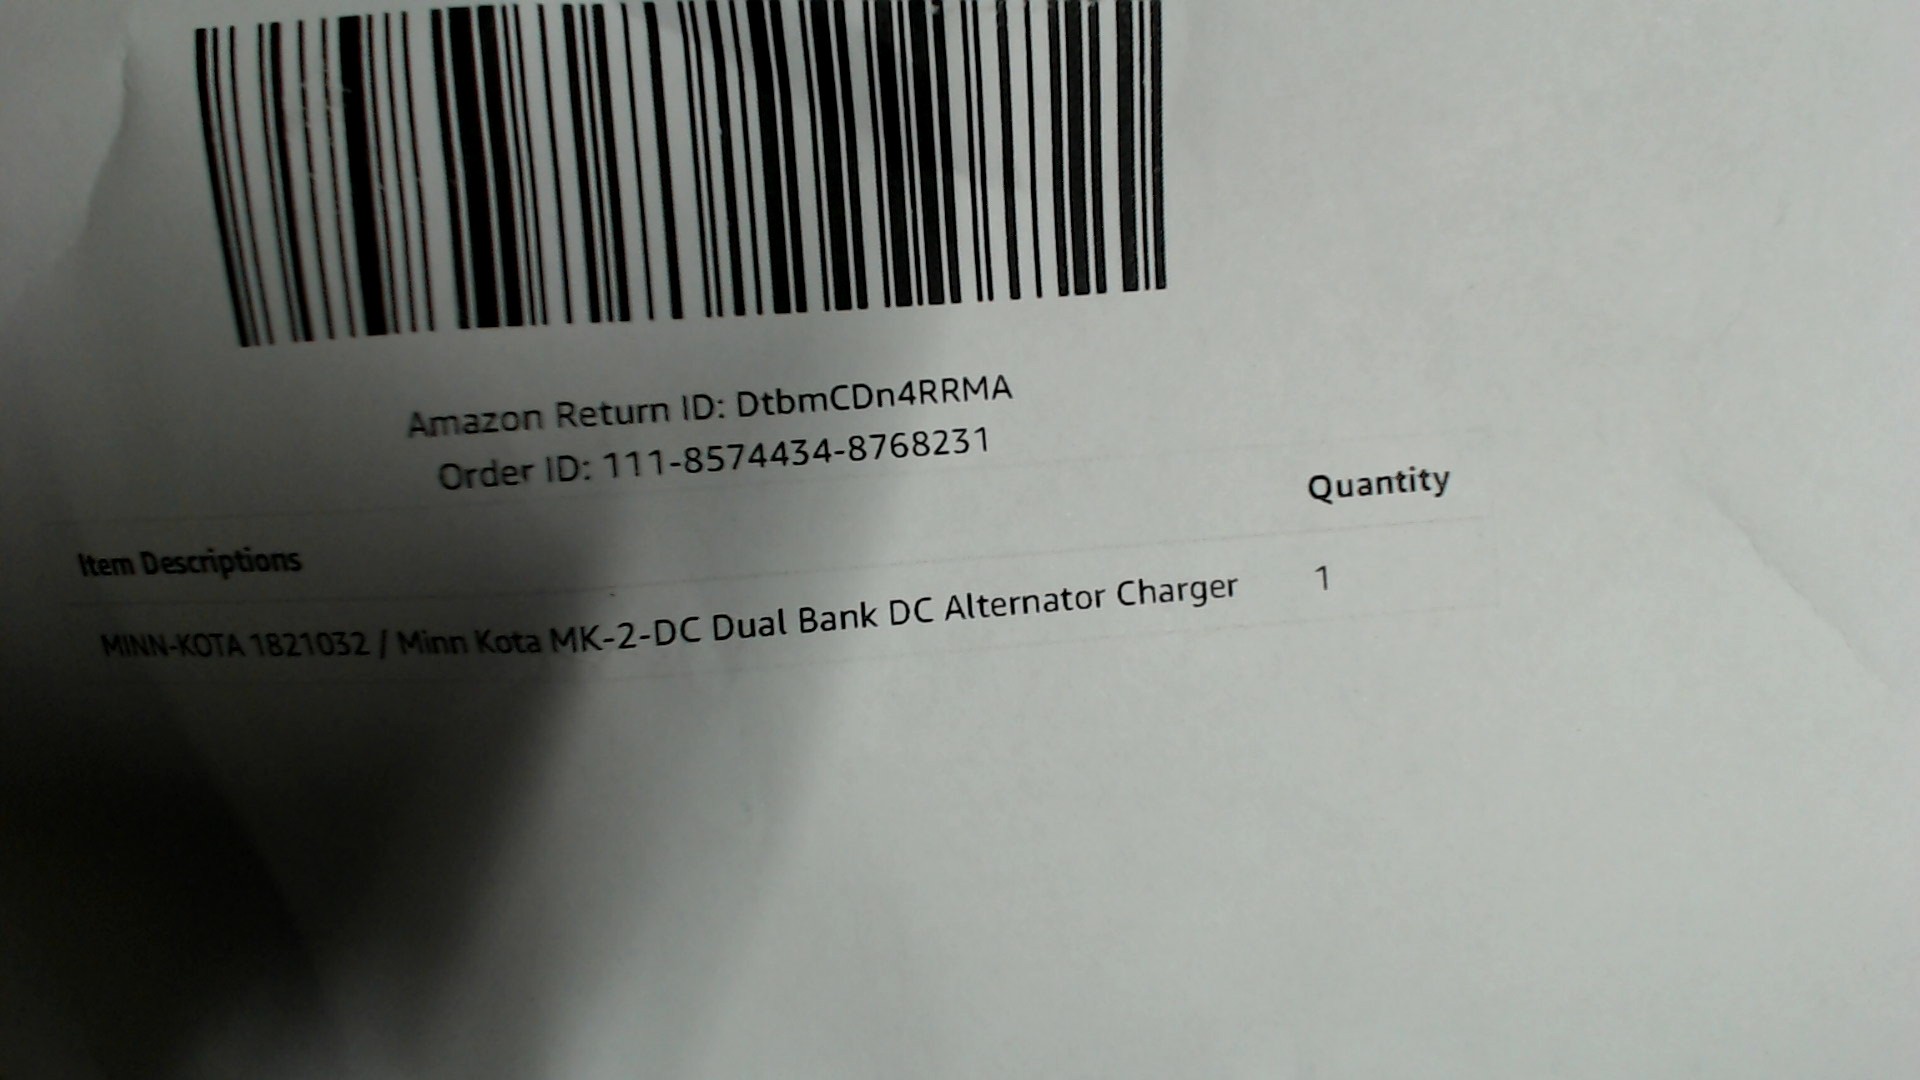 Amazon Return ID: DtbmCDn4RRMA
Order ID: 111-8574434-8768231
Item Descriptions Quantity
MINN-KOTA 1821032 / Minn Kota MK-2-DC Dual Bank DC Alternator Charger 1